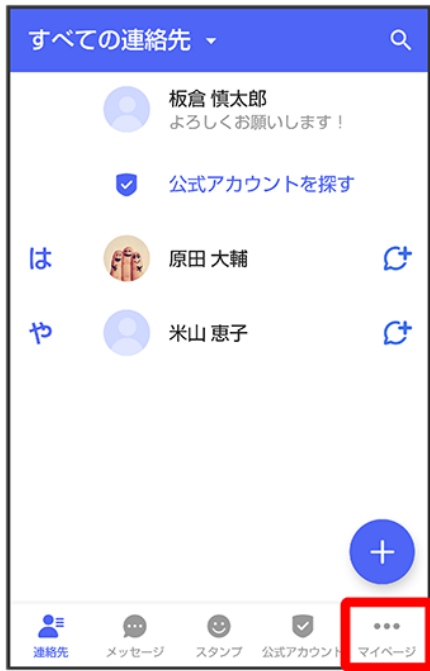 すべての連絡先
板倉 慎太郎
よろしくお願いします！
公式アカウントを探す
は
原田 大輔
や
米山 恵子
連絡先
メッセージ
スタンプ
公式アカウント
マイページ